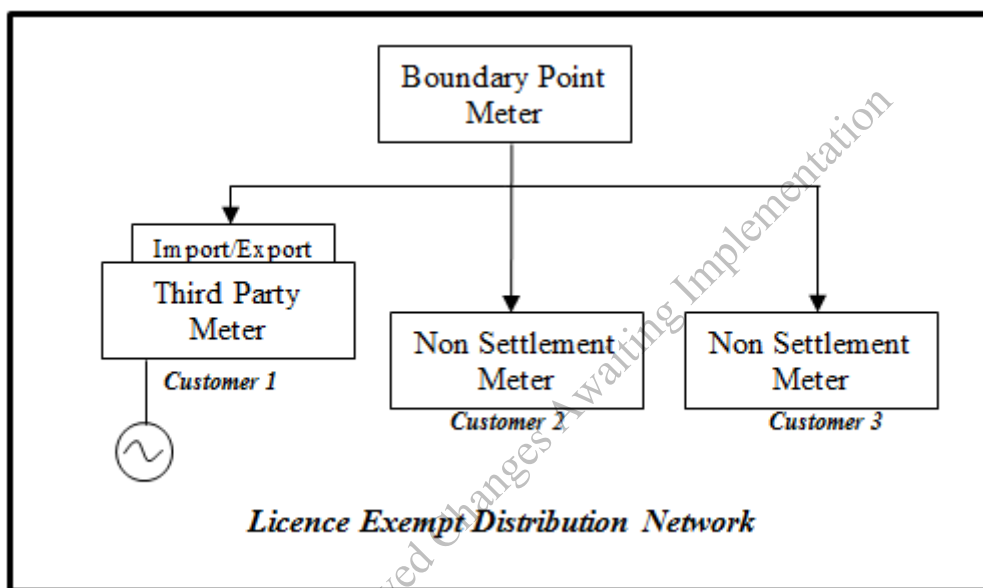 Boundary Point
Meter
Import/Export
Third Party
Meter
Customer 1
Non Settlement
Meter
Customer 2
Non Settlement
Meter
Customer 3
Licence Exempt Distribution Network
Changes Awaiting Implementation